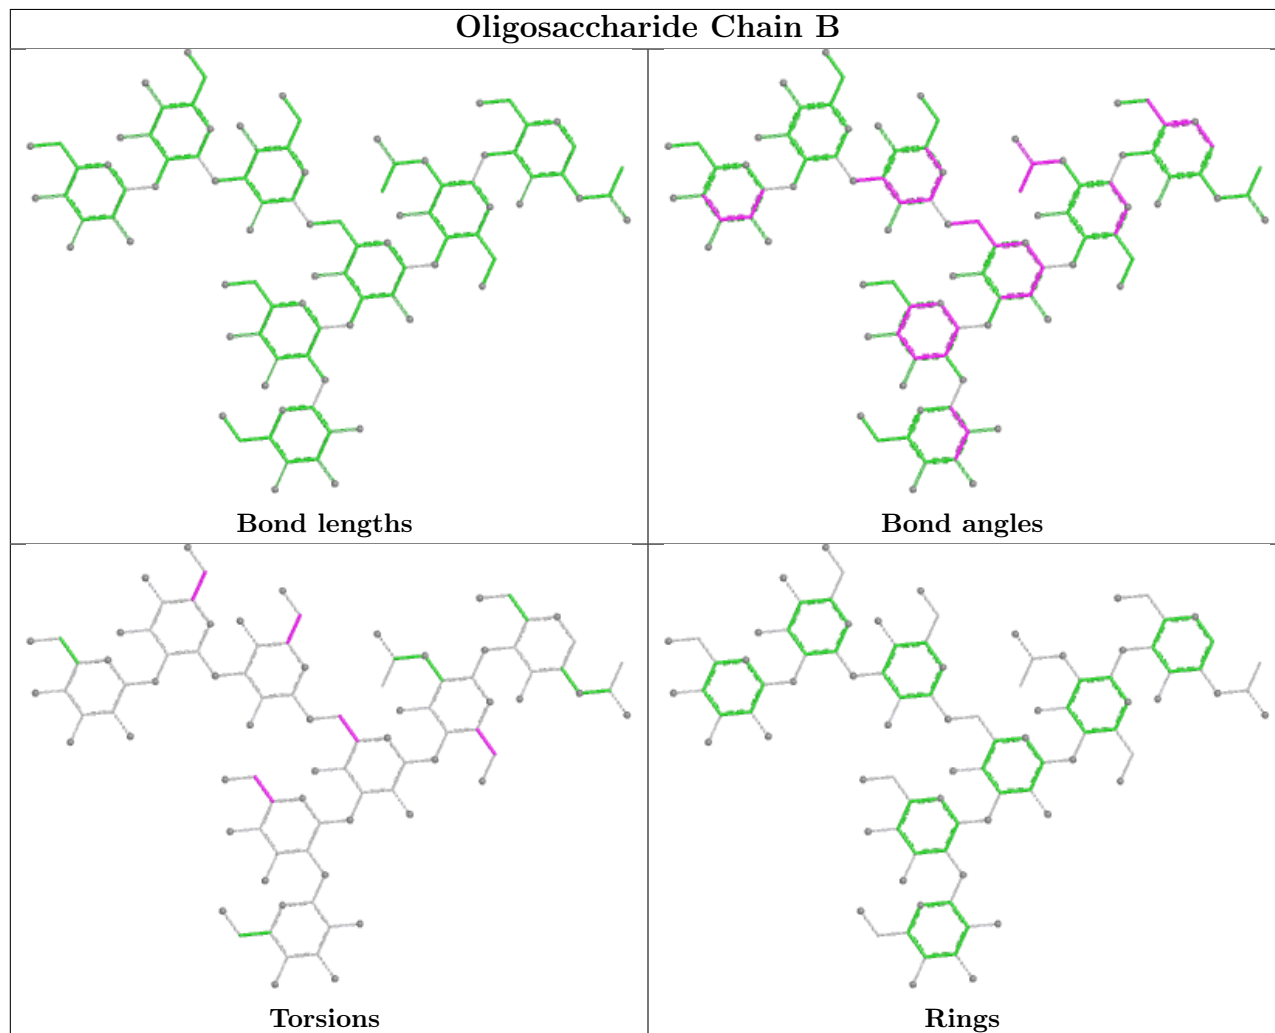 Oligosaccharide Chain B
Bond lengths
Bond angles
Torsions
Rings